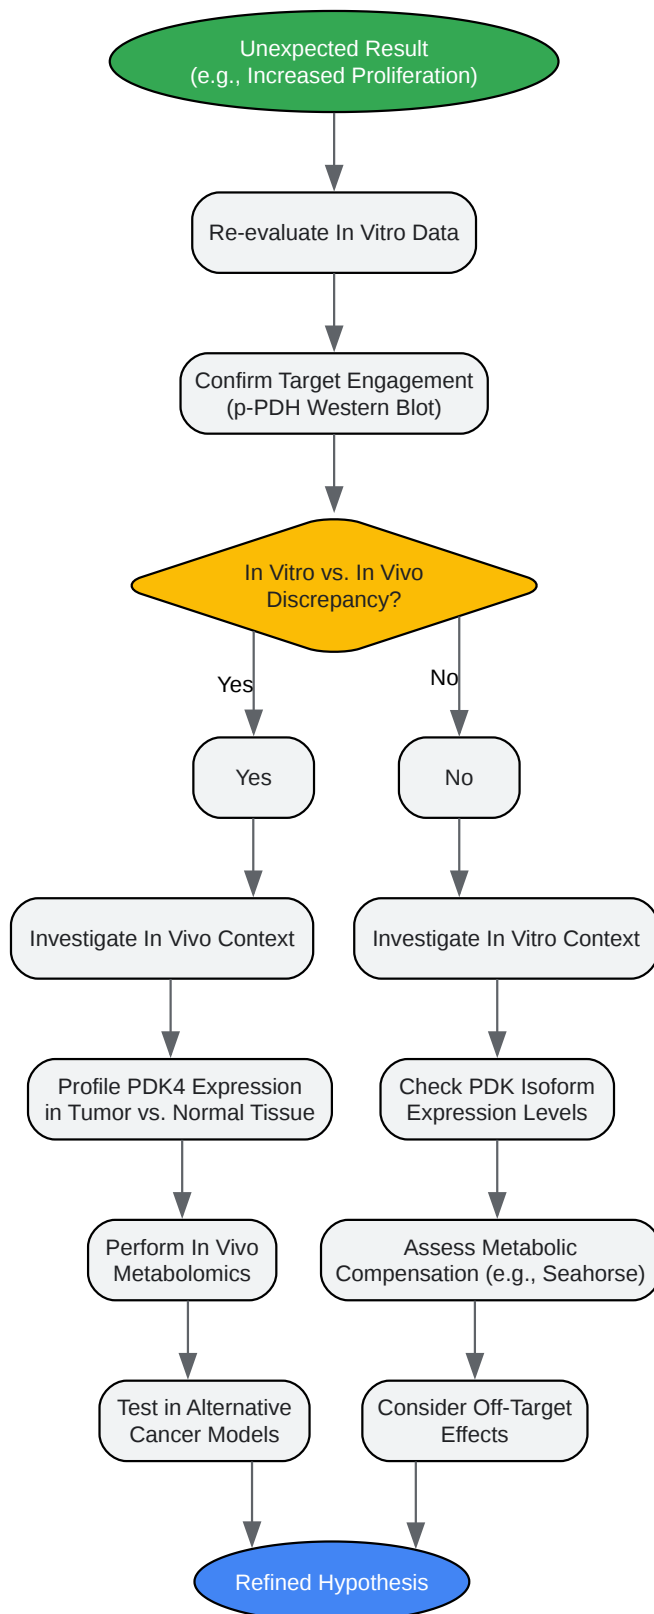 Unexpected Result
(e.g., Increased Proliferation)
Re-evaluate In Vitro Data
Confirm Target Engagement
(p-PDH Western Blot)
In Vitro vs. In Vivo
Discrepancy?
Yes
No
Yes
No
Investigate In Vivo Context
Investigate In Vitro Context
Profile PDK4 Expression
in Tumor vs. Normal Tissue
Check PDK Isoform
Expression Levels
Perform In Vivo
Metabolomics
Assess Metabolic
Compensation (e.g., Seahorse)
Test in Alternative
Cancer Models
Consider Off-Target
Effects
Refined Hypothesis